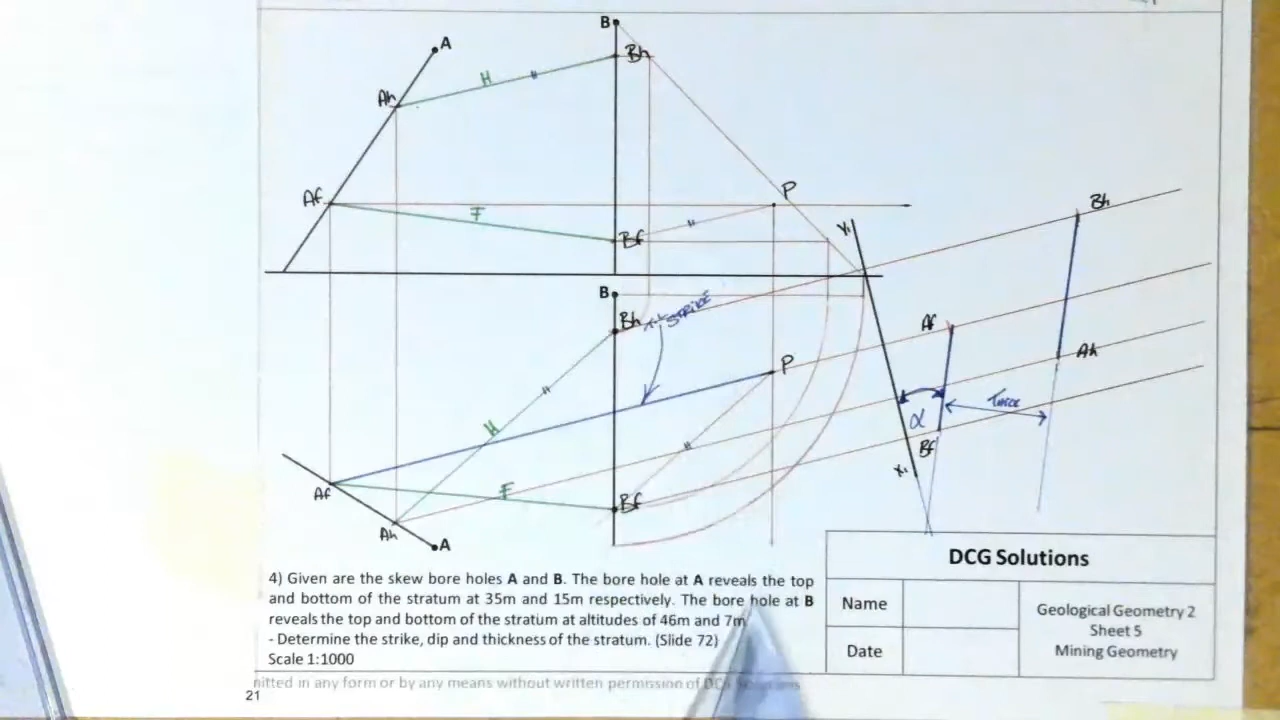 B
A
Bh
H
Ah
P
Af
F
Bf
Y₁
Bh
B
Bh
STRIKE
P
Af
Ah
THICK
α
H
Bf
X₁
Af
F
Bf
Ah
A
4) Given are the skew bore holes A and B. The bore hole at A reveals the top
and bottom of the stratum at 35m and 15m respectively. The bore hole at B
reveals the top and bottom of the stratum at altitudes of 46m and 7m
- Determine the strike, dip and thickness of the stratum. (Slide 72)
Scale 1:1000
DCG Solutions
Name
Date
Geological Geometry 2
Sheet 5
Mining Geometry
nitted in any form or by any means without written permission of DCG Solutions
21